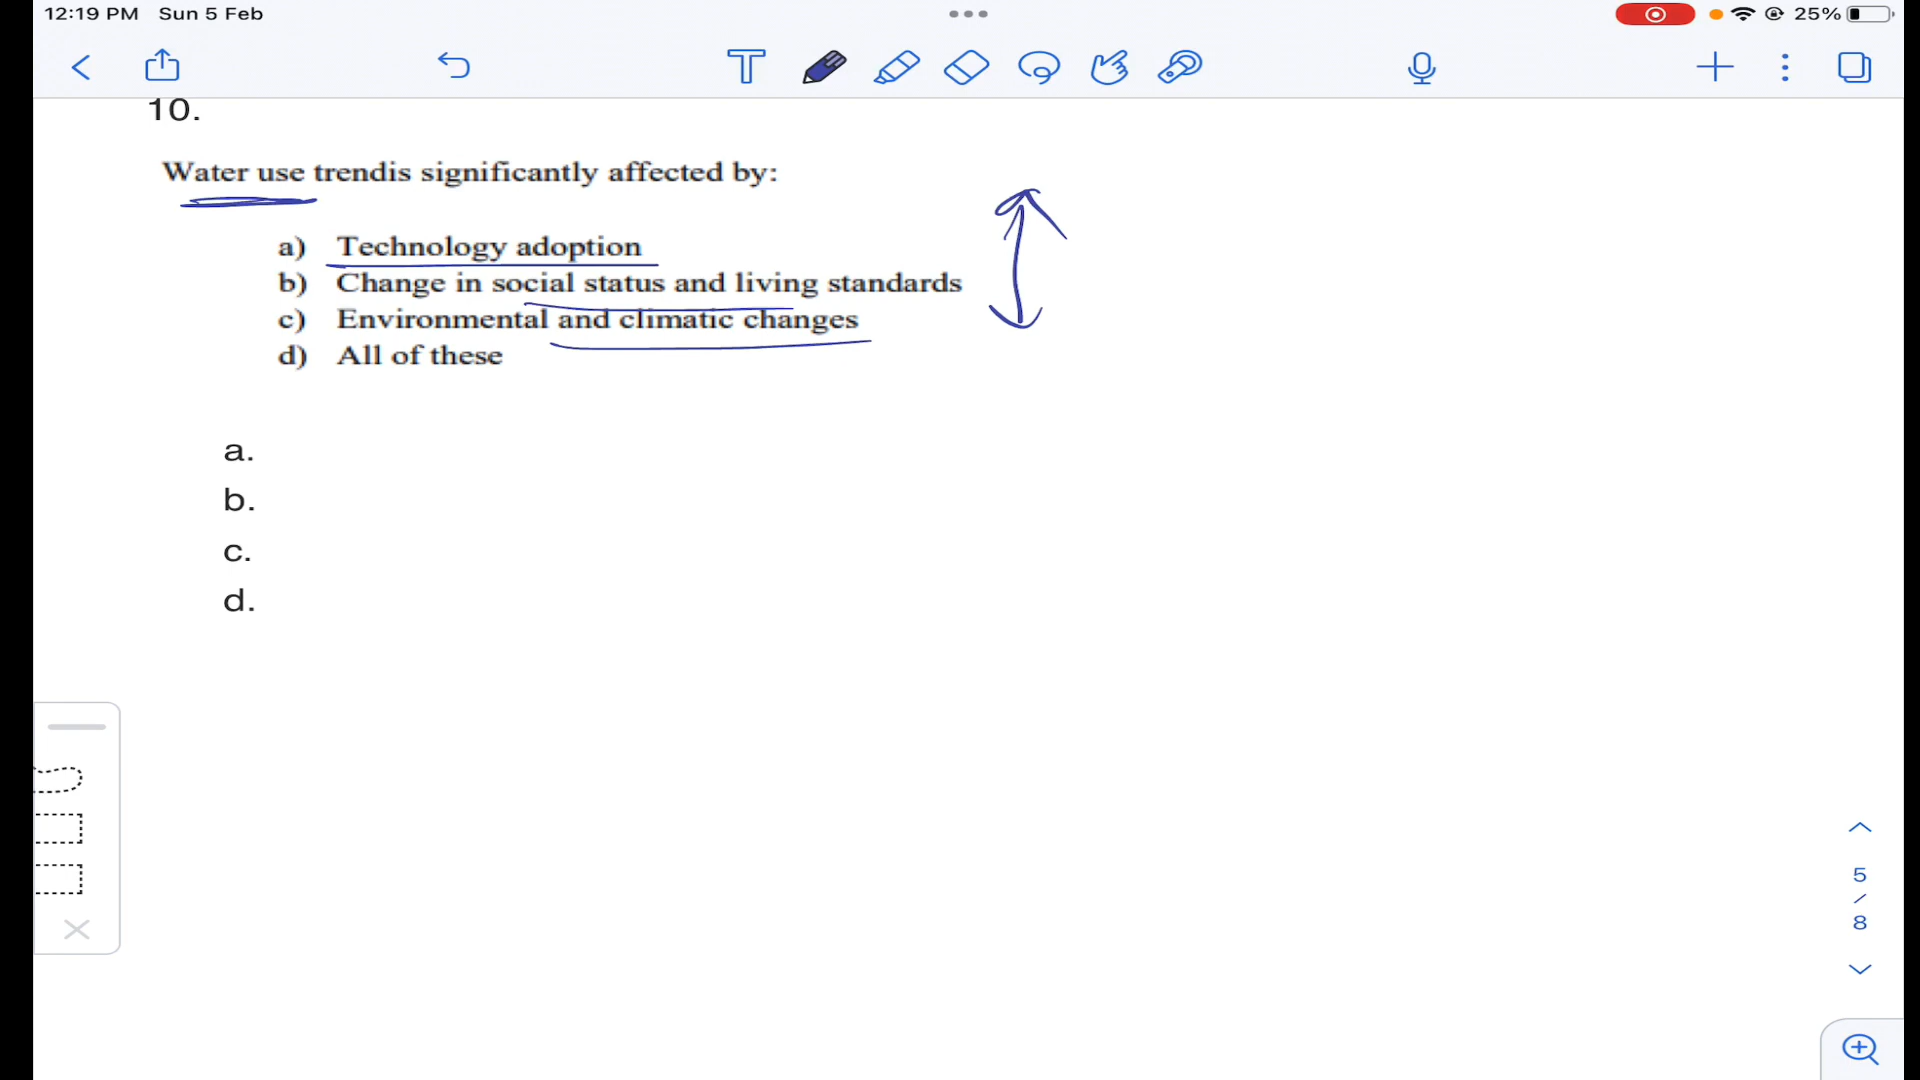 12:19 PM Sun 5 Feb
25%
10.
Water use trendis significantly affected by:
a) Technology adoption
b) Change in social status and living standards
c) Environmental and climatic changes
d) All of these
a.
b.
c.
d.
5
/
8